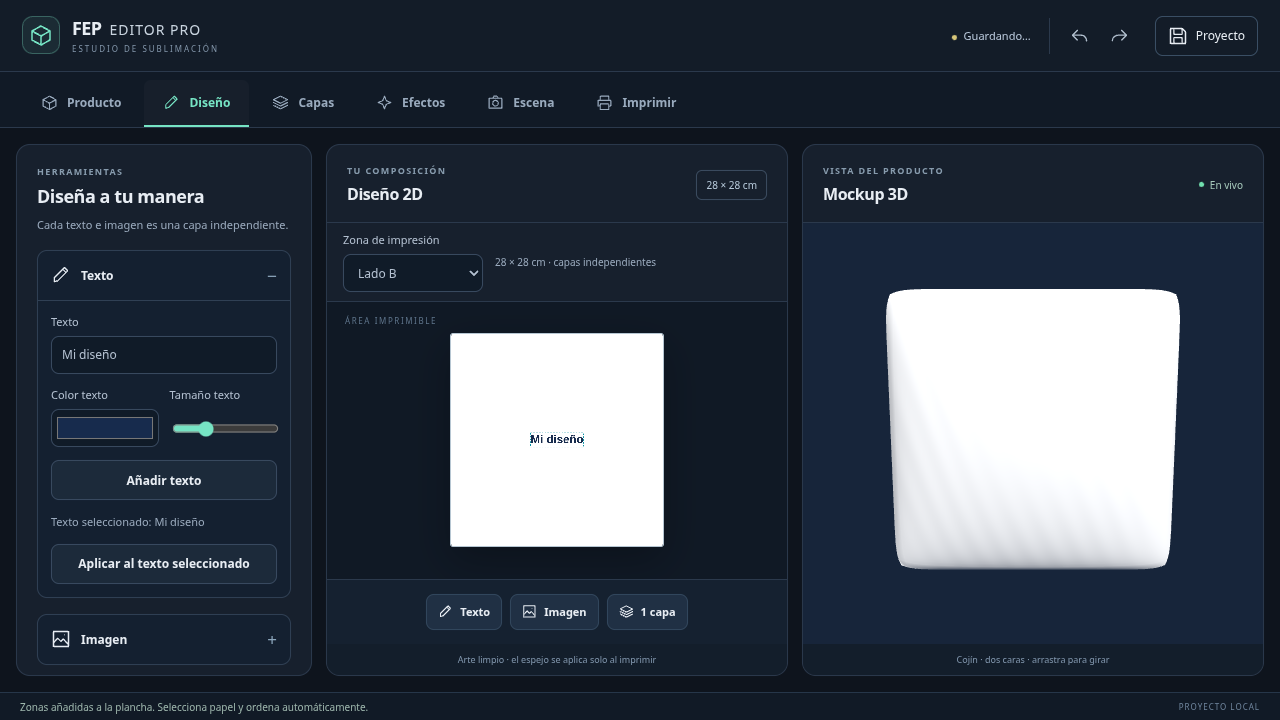 FEP EDITOR PRO
ESTUDIO DE SUBLIMACIÓN
Guardando...
Proyecto
Producto
Diseño
Capas
Efectos
Escena
Imprimir
HERRAMIENTAS
Diseña a tu manera
Cada texto e imagen es una capa independiente.
Texto
Texto
Mi diseño
Color texto
Tamaño texto
Añadir texto
Texto seleccionado: Mi diseño
Aplicar al texto seleccionado
Imagen
TU COMPOSICIÓN
Diseño 2D
28 × 28 cm
Zona de impresión
Lado B
28 × 28 cm · capas independientes
ÁREA IMPRIMIBLE
Mi diseño
Texto
Imagen
1 capa
Arte limpio · el espejo se aplica solo al imprimir
VISTA DEL PRODUCTO
Mockup 3D
En vivo
Cojín · dos caras · arrastra para girar
Zonas añadidas a la plancha. Selecciona papel y ordena automáticamente.
PROYECTO LOCAL